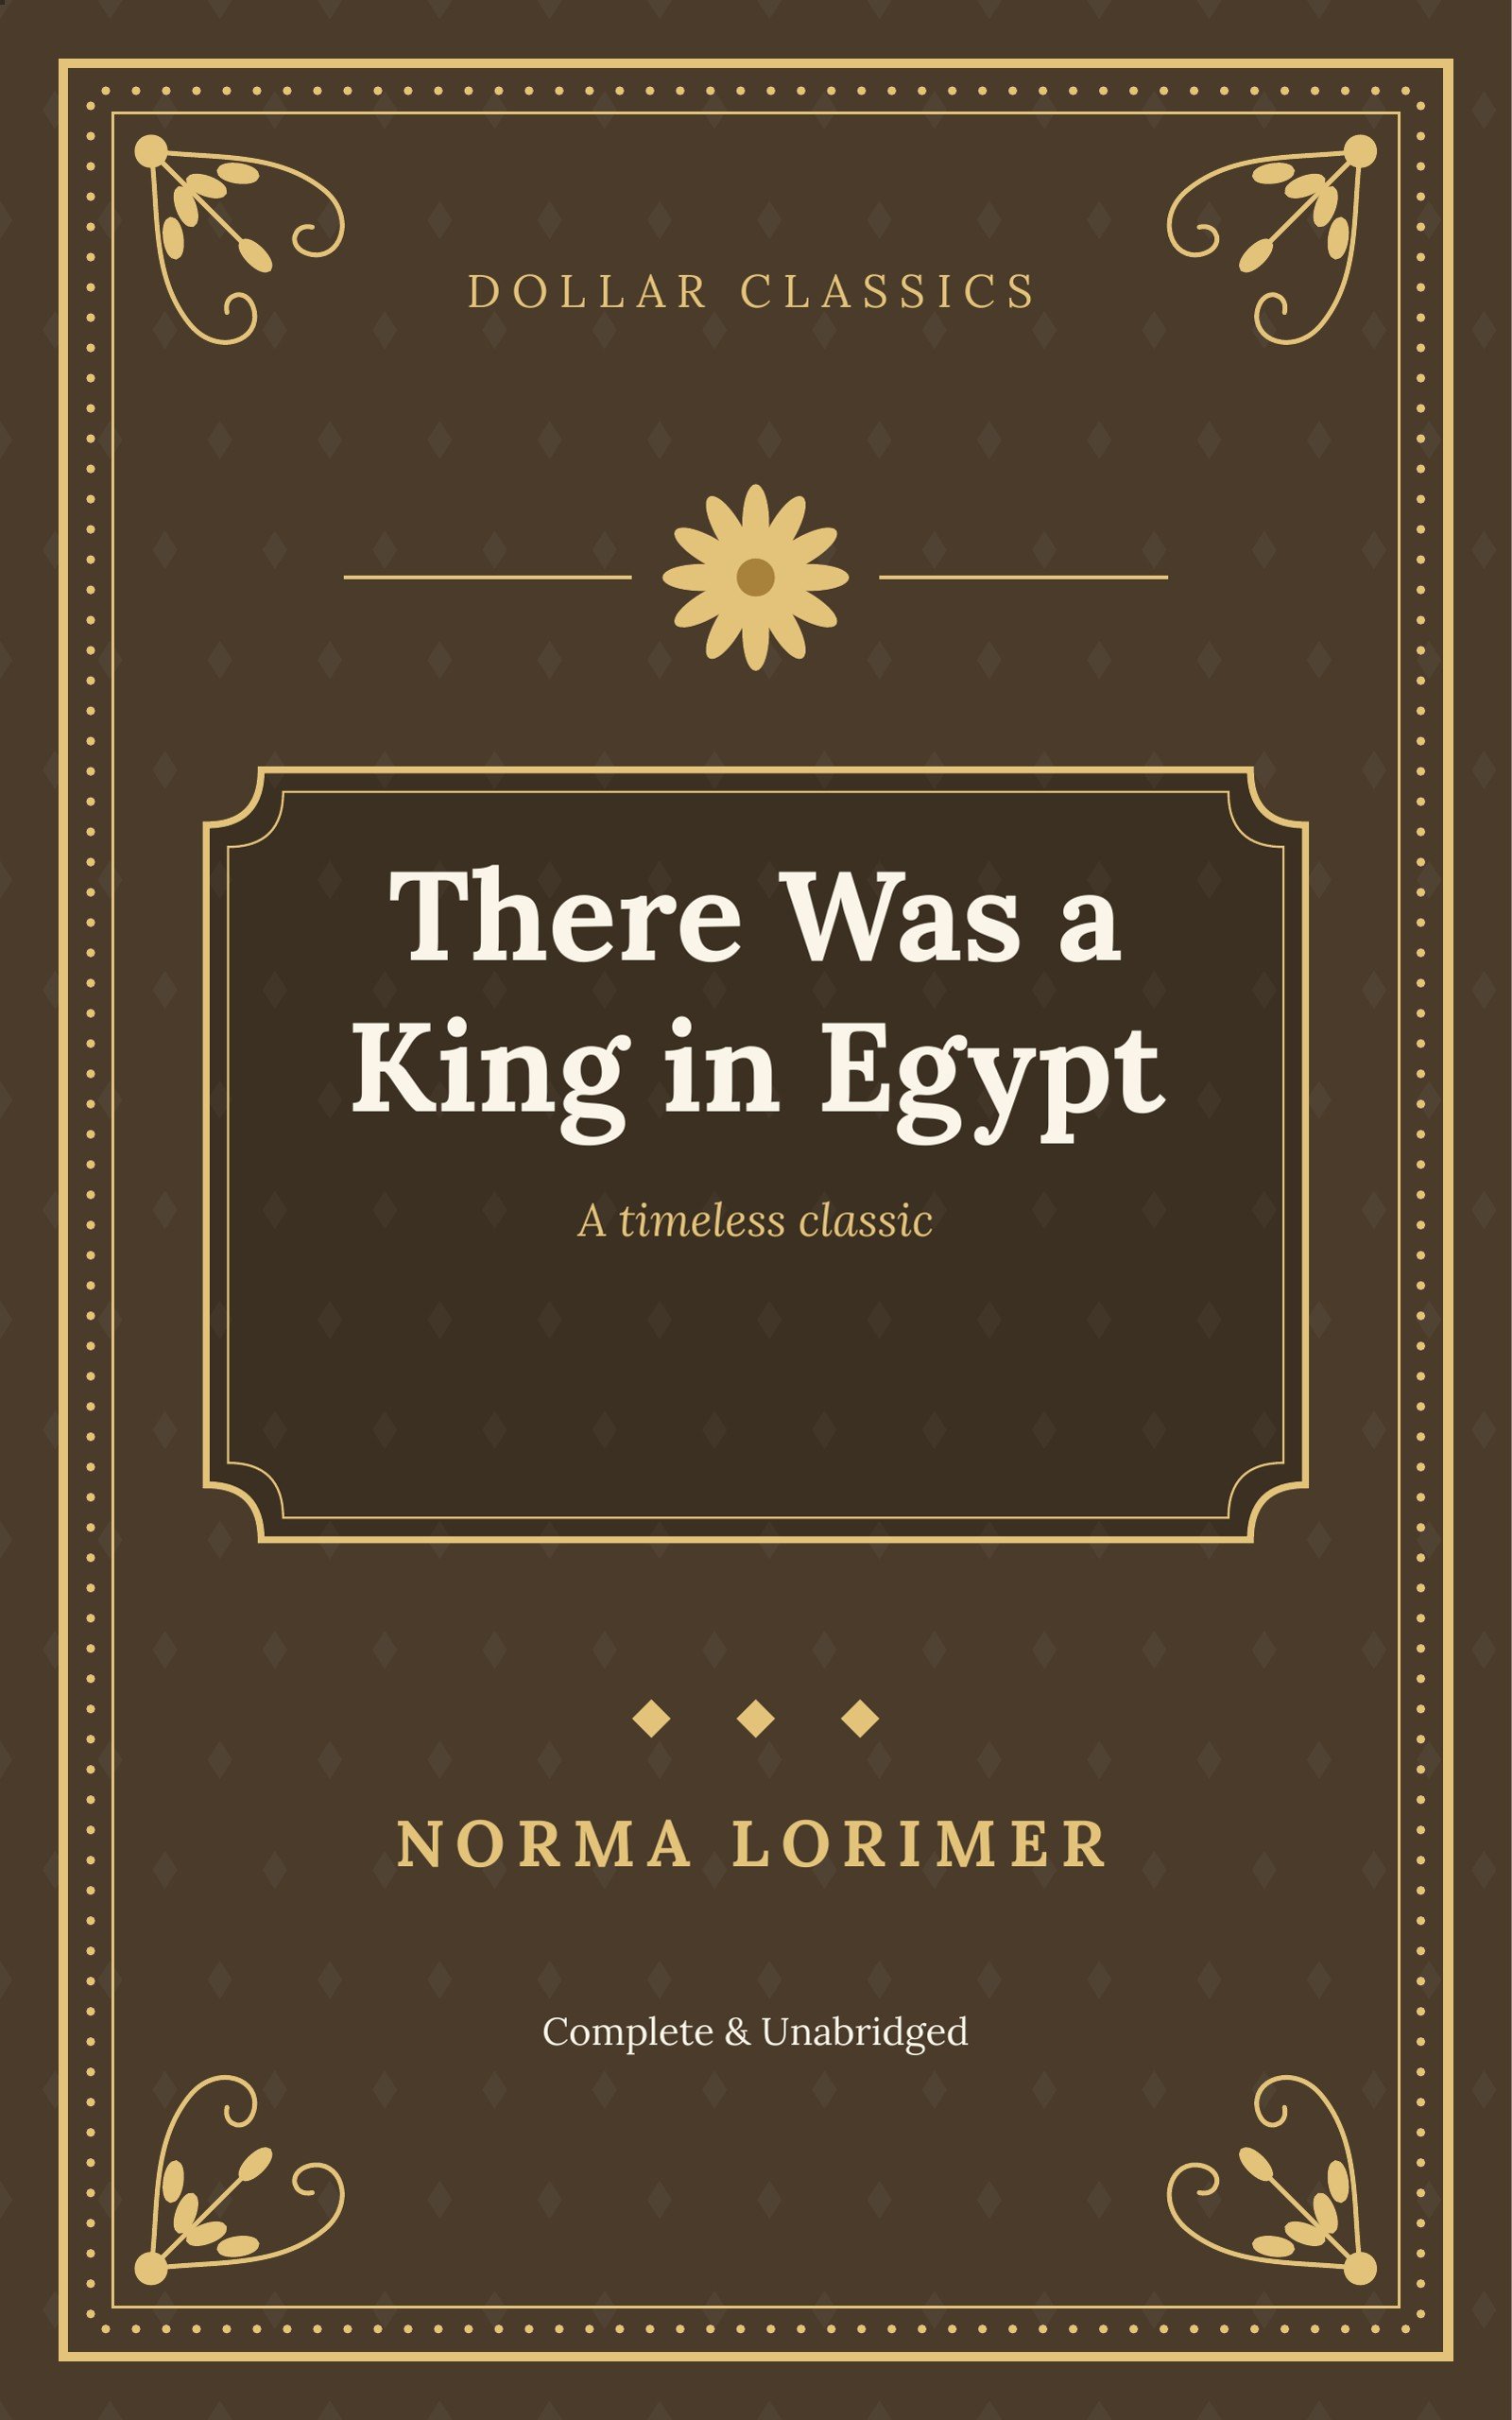 DOLLAR CLASSICS
There Was a
King in Egypt
A timeless classic
NORMA LORIMER
Complete & Unabridged